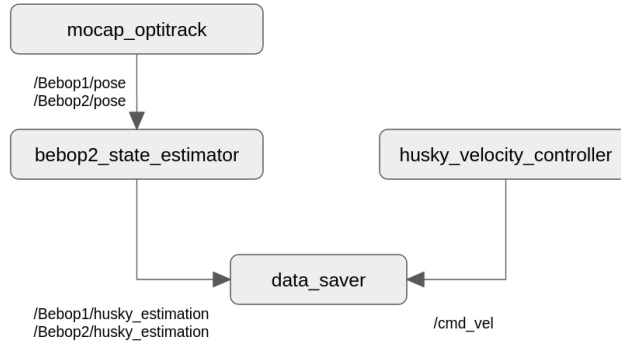 mocap_optitrack
/Bebop1/pose
/Bebop2/pose
bebop2_state_estimator
husky_velocity_controller
data_saver
/Bebop1/husky_estimation
/Bebop2/husky_estimation
/cmd_vel